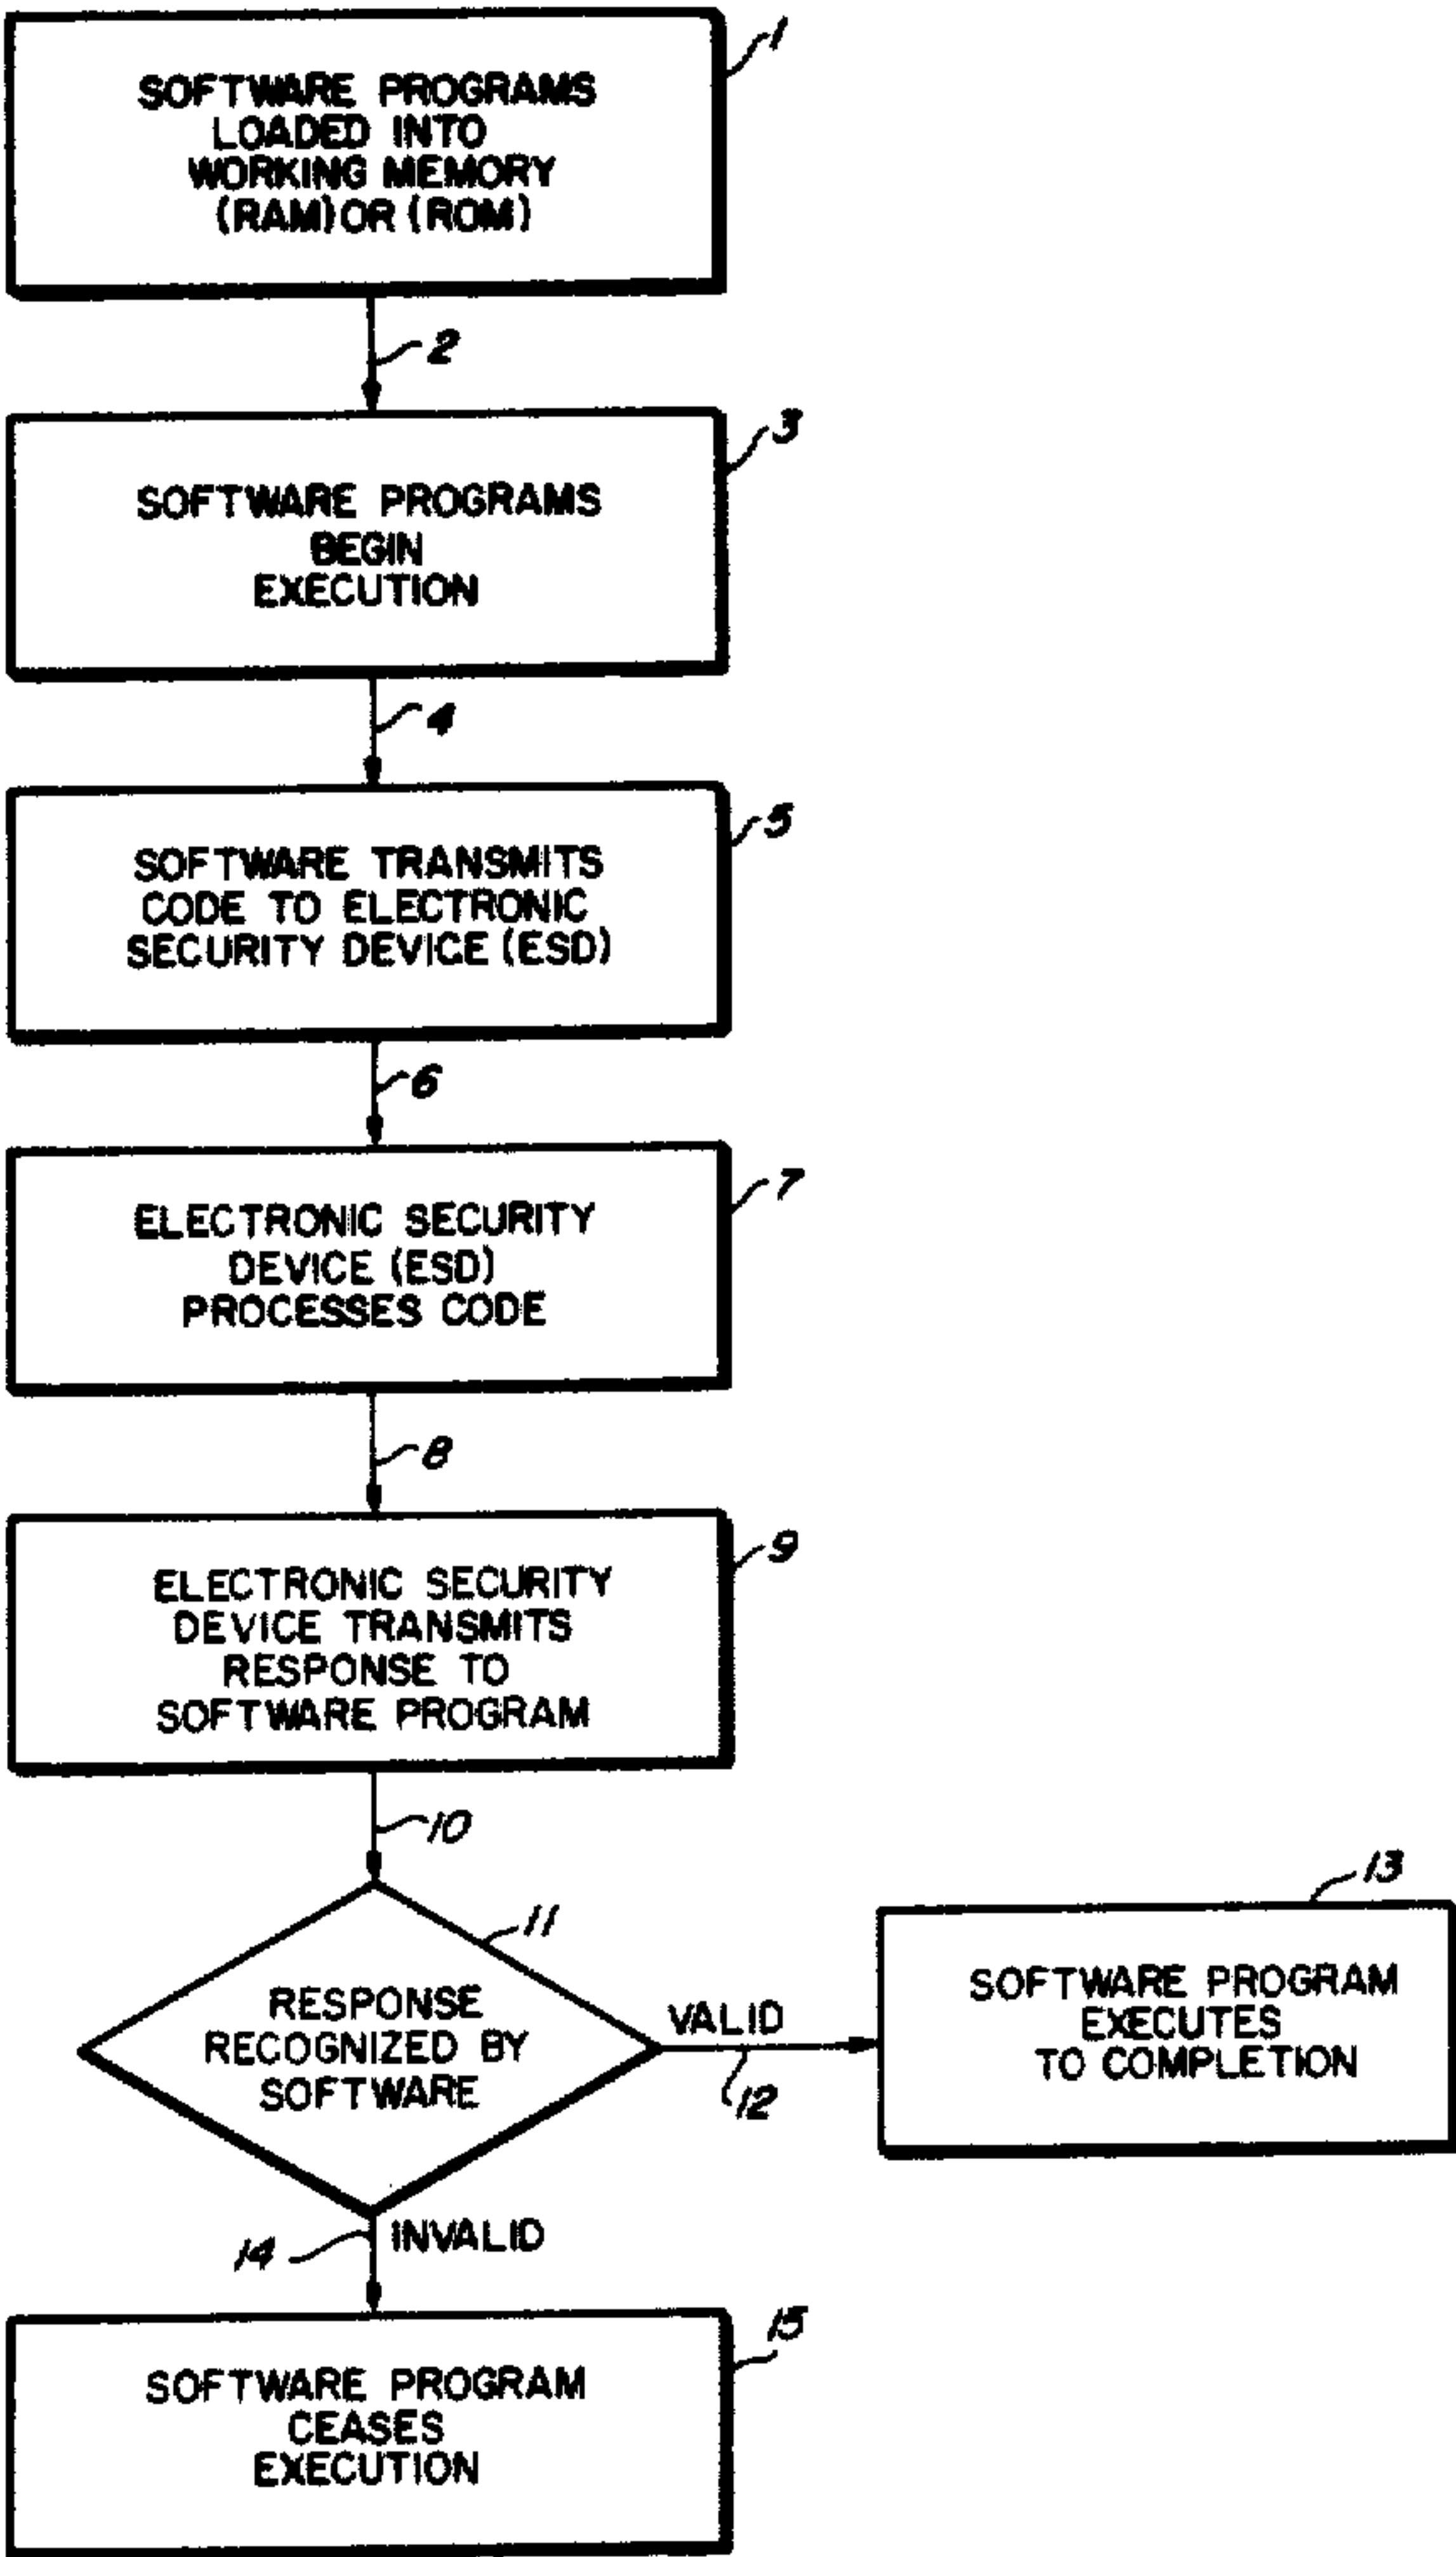 1
SOFTWARE PROGRAMS
LOADED INTO
WORKING MEMORY
(RAM) OR (ROM)
2
3
SOFTWARE PROGRAMS
BEGIN
EXECUTION
4
5
SOFTWARE TRANSMITS
CODE TO ELECTRONIC
SECURITY DEVICE (ESD)
6
7
ELECTRONIC SECURITY
DEVICE (ESD)
PROCESSES CODE
8
9
ELECTRONIC SECURITY
DEVICE TRANSMITS
RESPONSE TO
SOFTWARE PROGRAM
10
11
RESPONSE
RECOGNIZED BY
SOFTWARE
VALID
12
13
SOFTWARE PROGRAM
EXECUTES
TO COMPLETION
14
INVALID
15
SOFTWARE PROGRAM
CEASES
EXECUTION